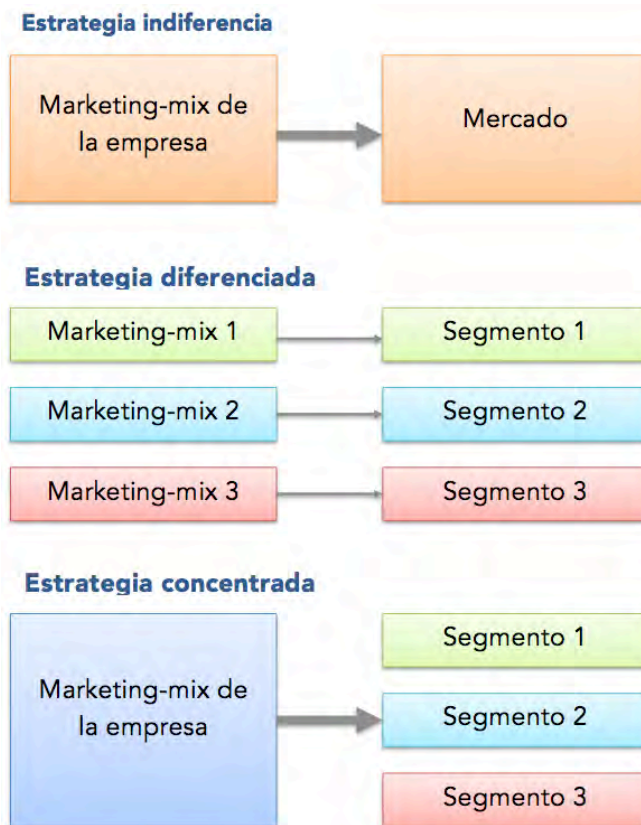 Estrategia indiferencia
Marketing-mix de
la empresa
Mercado
Estrategia diferenciada
Marketing-mix 1
Segmento 1
Marketing-mix 2
Segmento 2
Marketing-mix 3
Segmento 3
Estrategia concentrada
Marketing-mix de
la empresa
Segmento 1
Segmento 2
Segmento 3